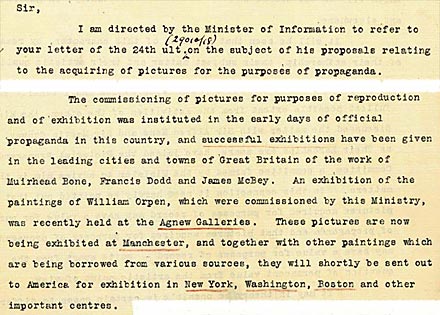 Sir,
I am directed by the Minister of Information to refer to
(29010/18)
your letter of the 24th ult. on the subject of his proposals relating
to the acquiring of pictures for the purposes of propaganda.
The commissioning of pictures for purposes of reproduction
and of exhibition was instituted in the early days of official
propaganda in this country, and successful exhibitions have been given
in the leading cities and towns of Great Britain of the work of
Muirhead Bone, Francis Dodd and James McBey. An exhibition of the
paintings of William Orpen, which were commissioned by this Ministry,
was recently held at the Agnew Galleries. These pictures are now
being exhibited at Manchester, and together with other paintings which
are being borrowed from various sources, they will shortly be sent out
to America for exhibition in New York, Washington, Boston and other
important centres.